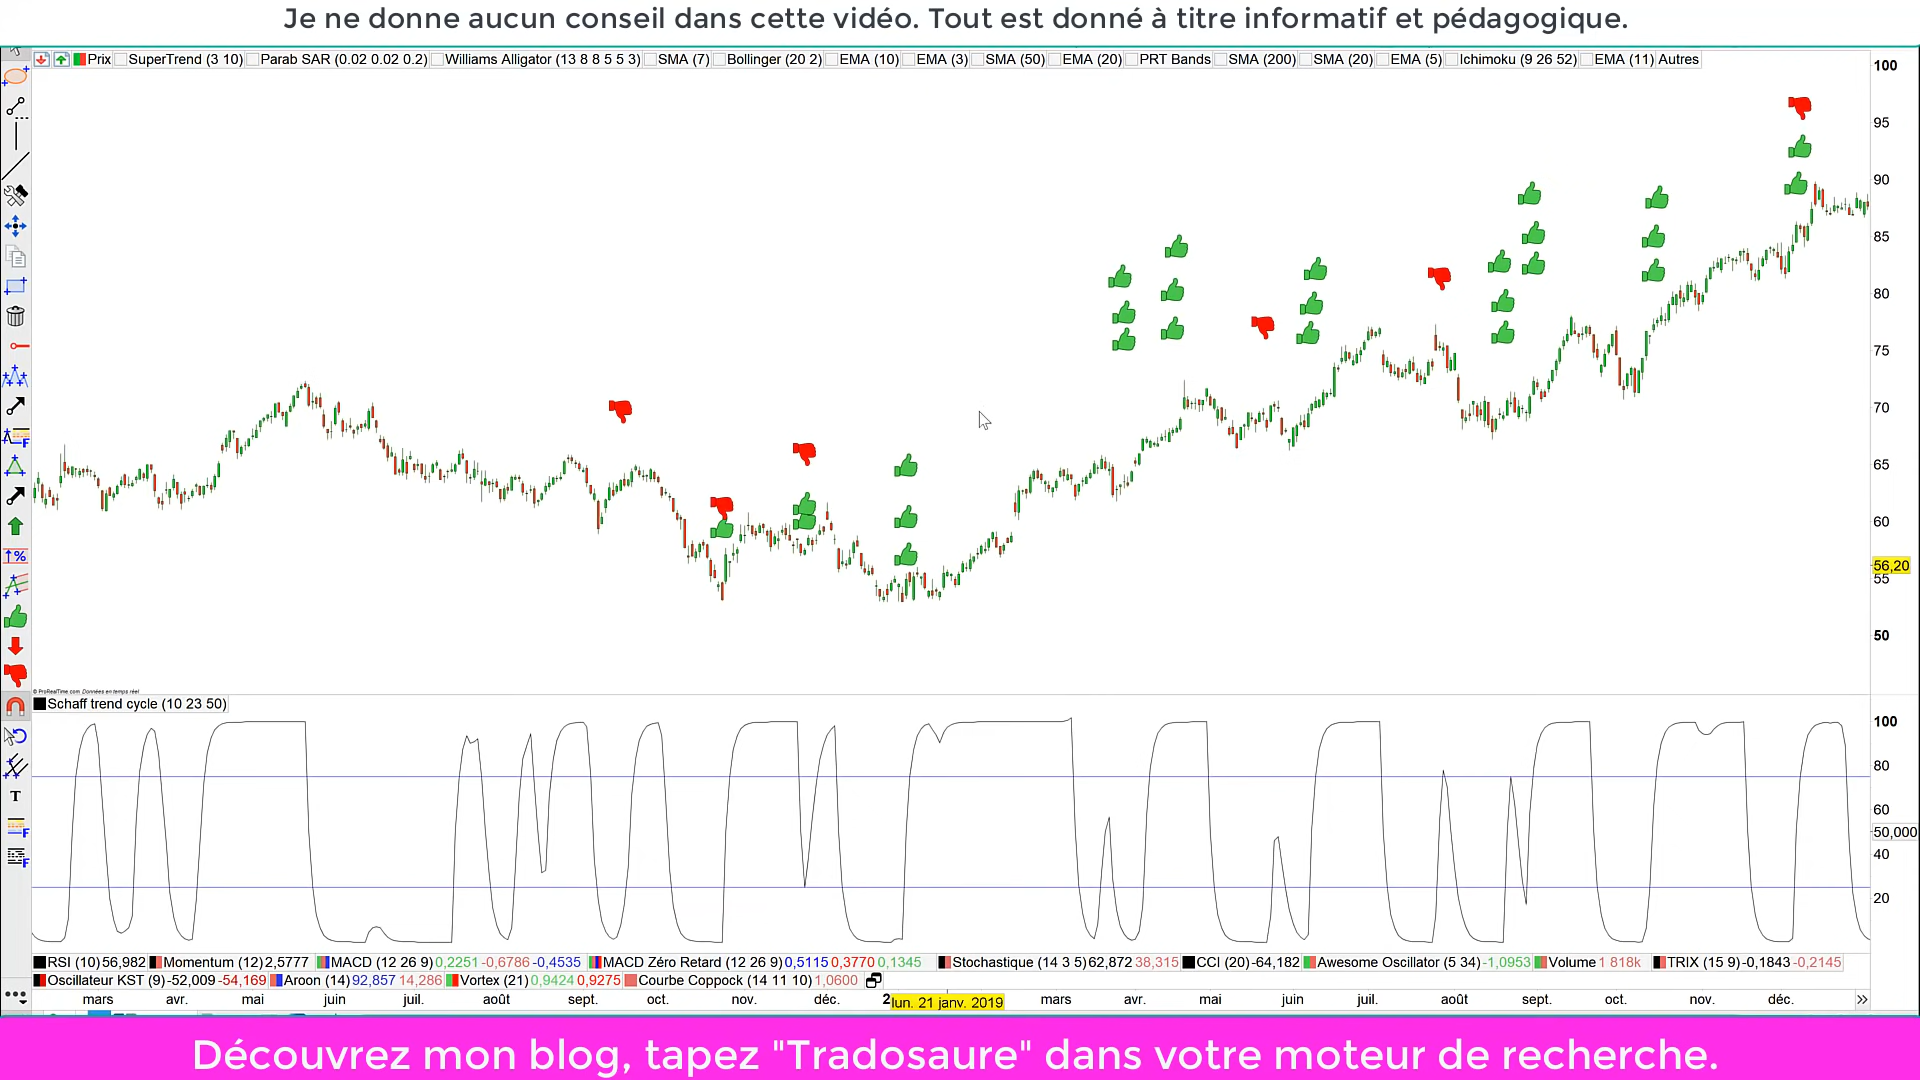 Je ne donne aucun conseil dans cette vidéo. Tout est donné à titre informatif et pédagogique.
Prix SuperTrend (3 10) Parab SAR (0.02 0.02 0.2) Williams Alligator (13 8 8 5 5 3) SMA (7) Bollinger (20 2) EMA (10) EMA (3) SMA (50) EMA (20) PRT Bands SMA (200) SMA (20) EMA (5) Ichimoku (9 26 52) EMA (11) Autres
100
95
90
85
80
75
70
65
60
56,20
55
50
© ProRealTime.com Données en temps réel
Schaff trend cycle (10 23 50)
100
80
60
50,000
40
20
RSI (10) 56,982 Momentum (12) 2,5777 MACD (12 26 9) 0,2251 -0,6786 -0,4535 MACD Zéro Retard (12 26 9) 0,5115 0,3770 0,1345 Stochastique (14 3 5) 62,872 38,315 CCI (20) -64,182 Awesome Oscillator (5 34) -1,0953 Volume 1 818k TRIX (15 9) -0,1843 -0,2145
Oscillateur KST (9) -52,009 -54,169 Aroon (14) 92,857 14,286 Vortex (21) 0,9424 0,9275 Courbe Coppock (14 11 10) 1,0600
mars avr. mai juin juil. août sept. oct. nov. déc. 2 lun. 21 janv. 2019 mars avr. mai juin juil. août sept. oct. nov. déc.
Découvrez mon blog, tapez "Tradosaure" dans votre moteur de recherche.